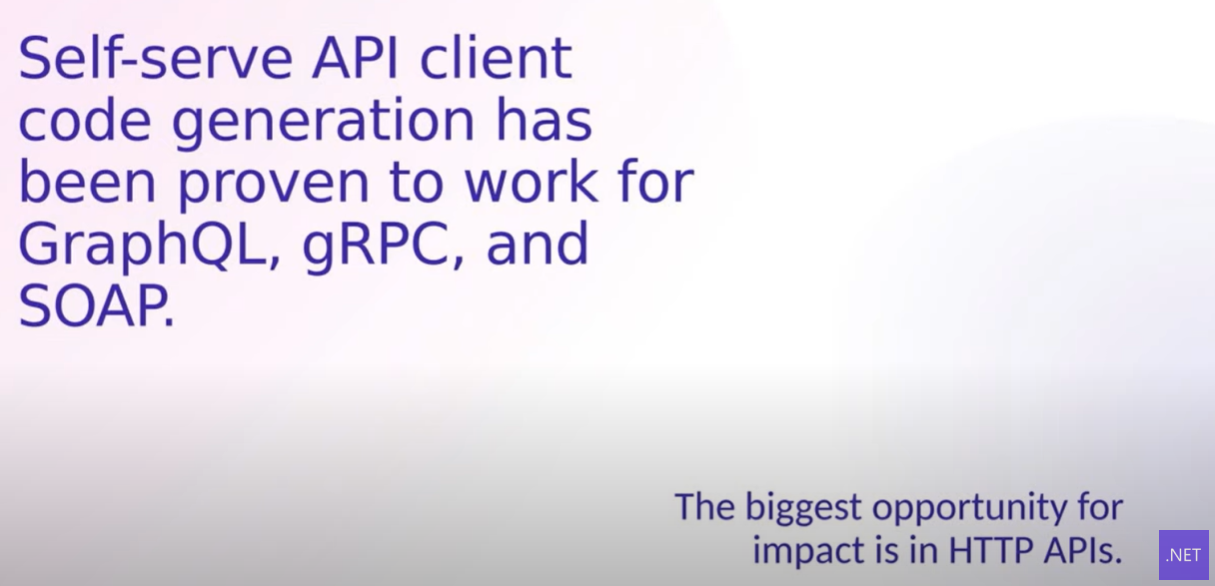 Self-serve API client
code generation has
been proven to work for
GraphQL, gRPC, and
SOAP.
The biggest opportunity for
impact is in HTTP APIs.
.NET